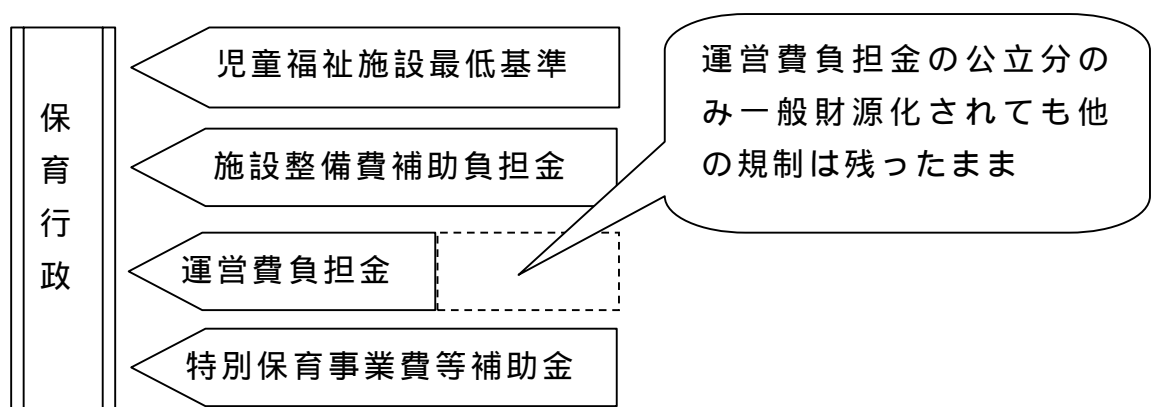 保育行政
児童福祉施設最低基準
施設整備費補助負担金
運営費負担金
特別保育事業費等補助金
運営費負担金の公立分の
み一般財源化されても他
の規制は残ったまま